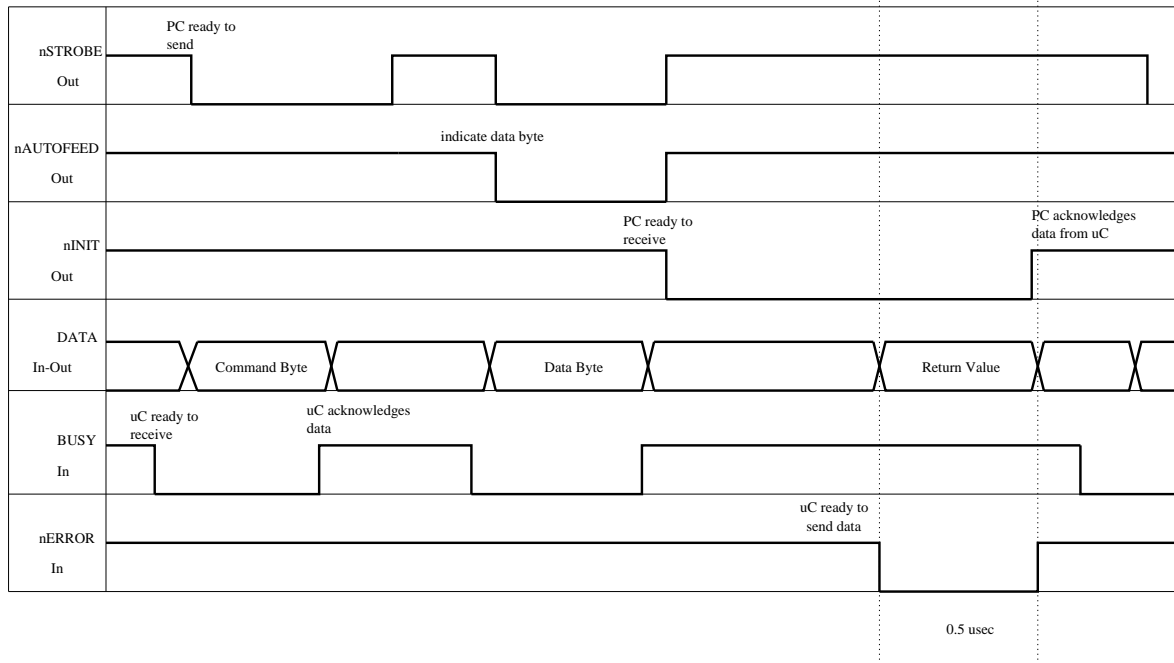 PC ready to
send
nSTROBE
Out
indicate data byte
nAUTOFEED
Out
PC ready to
receive
PC acknowledges
data from uC
nINIT
Out
DATA
In-Out
Command Byte
Data Byte
Return Value
uC ready to
receive
uC acknowledges
data
BUSY
In
uC ready to
send data
nERROR
In
0.5 usec